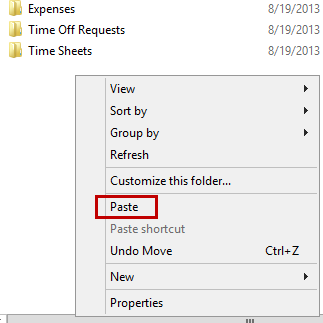 Expenses 8/19/2013
Time Off Requests 8/19/2013
Time Sheets 8/19/2013
View
Sort by
Group by
Refresh
Customize this folder...
Paste
Paste shortcut
Undo Move Ctrl+Z
New
Properties